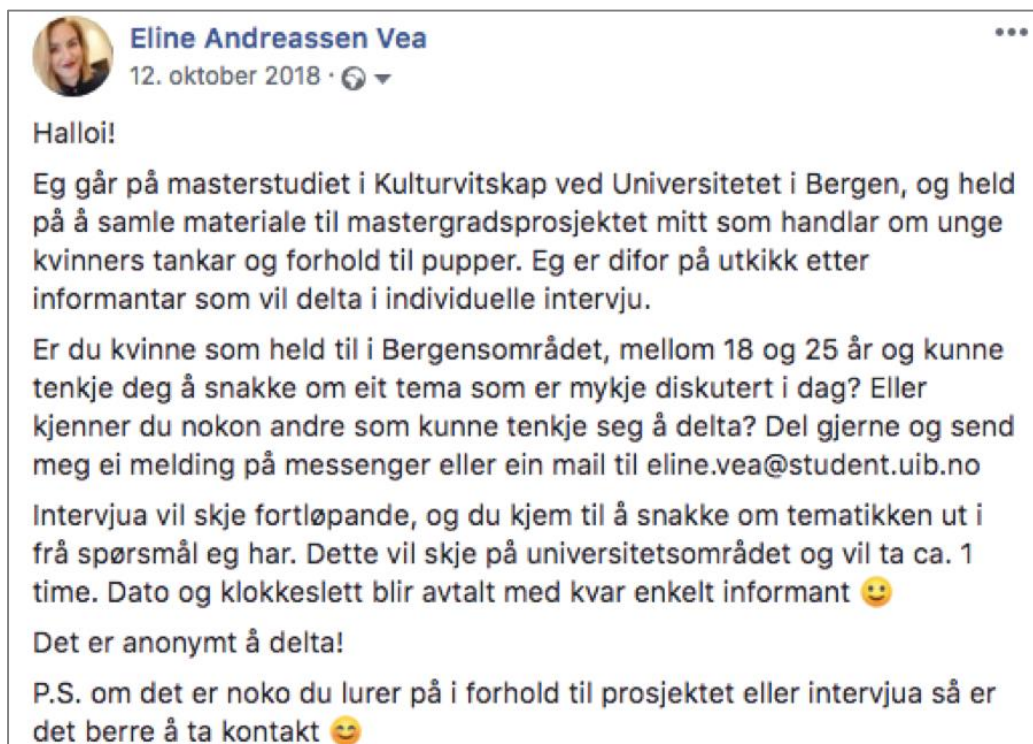 Eline Andreassen Vea
12. oktober 2018 ·
Halloi!
Eg går på masterstudiet i Kulturvitskap ved Universitetet i Bergen, og held
på å samle materiale til mastergradsprosjektet mitt som handlar om unge
kvinners tankar og forhold til pupper. Eg er difor på utkikk etter
informantar som vil delta i individuelle intervju.
Er du kvinne som held til i Bergensområdet, mellom 18 og 25 år og kunne
tenkje deg å snakke om eit tema som er mykje diskutert i dag? Eller
kjenner du nokon andre som kunne tenkje seg å delta? Del gjerne og send
meg ei melding på messenger eller ein mail til eline.vea@student.uib.no
Intervjua vil skje fortløpande, og du kjem til å snakke om tematikken ut i
frå spørsmål eg har. Dette vil skje på universitetsområdet og vil ta ca. 1
time. Dato og klokkeslett blir avtalt med kvar enkelt informant 🙂
Det er anonymt å delta!
P.S. om det er noko du lurer på i forhold til prosjektet eller intervjua så er
det berre å ta kontakt 😊